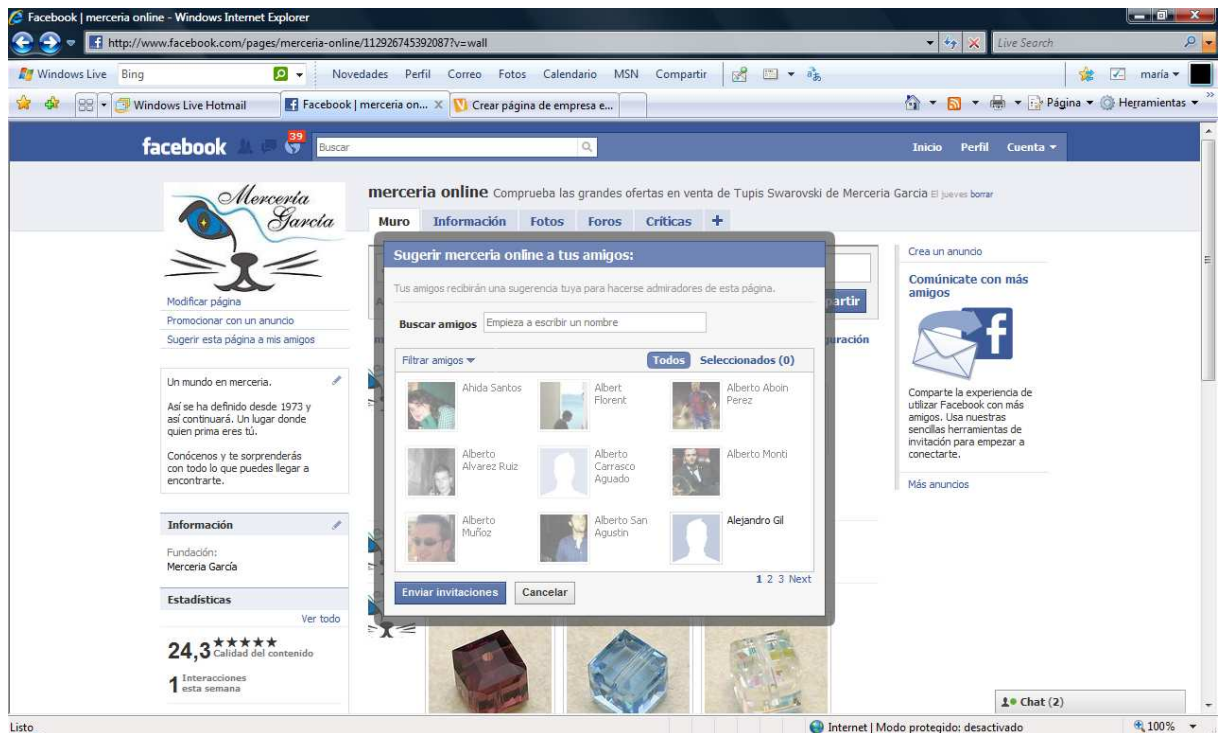 Facebook | merceria online - Windows Internet Explorer
http://www.facebook.com/pages/merceria-online/112926745392087?v=wall
Live Search
Windows Live Bing Novedades Perfil Correo Fotos Calendario MSN Compartir maría
Windows Live Hotmail Facebook | merceria on... Crear página de empresa e... Página Herramientas
facebook 39 Buscar Inicio Perfil Cuenta
Mercería
García
merceria online Comprueba las grandes ofertas en venta de Tupis Swarovski de Merceria Garcia El jueves borrar
Muro Información Fotos Foros Críticas +
Modificar página
Promocionar con un anuncio
Sugerir esta página a mis amigos
Un mundo en merceria.
Así se ha definido desde 1973 y
así continuará. Un lugar donde
quien prima eres tú.
Conócenos y te sorprenderás
con todo lo que puedes llegar a
encontrarte.
Información
Fundación:
Merceria García
Estadísticas
Ver todo
24,3 ★★★★★
Calidad del contenido
1 Interacciones
esta semana
Sugerir merceria online a tus amigos:
Tus amigos recibirán una sugerencia tuya para hacerse admiradores de esta página.
Buscar amigos Empieza a escribir un nombre
Filtrar amigos Todos Seleccionados (0)
Ahida Santos
Albert
Florent
Alberto Aboin
Perez
Alberto
Alvarez Ruiz
Alberto
Carrasco
Aguado
Alberto Monti
Alberto
Muñoz
Alberto San
Agustin
Alejandro Gil
1 2 3 Next
Enviar invitaciones Cancelar
partir
uración
Crea un anuncio
Comúnicate con más
amigos
f
Comparte la experiencia de
utilizar Facebook con más
amigos. Usa nuestras
sencillas herramientas de
invitación para empezar a
conectarte.
Más anuncios
Chat (2)
Listo Internet | Modo protegido: desactivado 100%